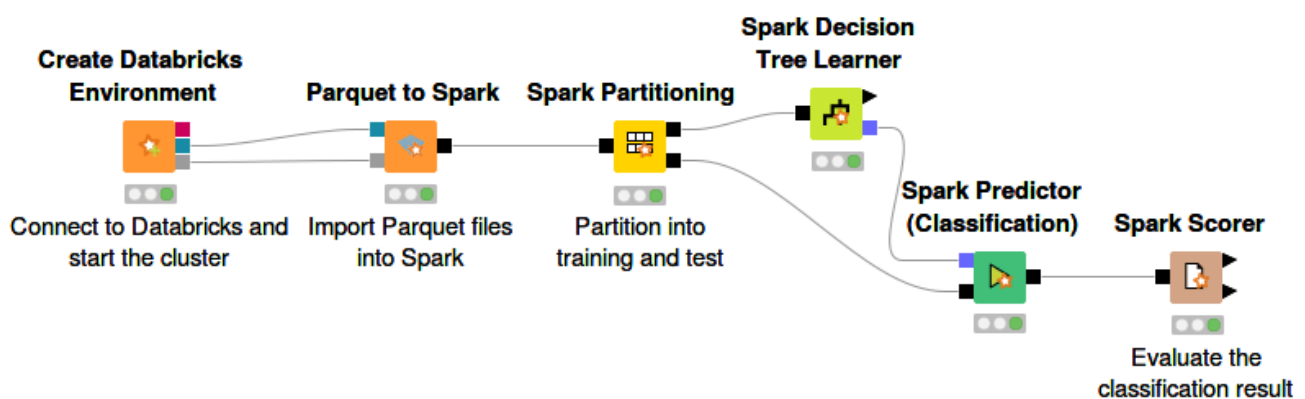 Create Databricks
Environment
Connect to Databricks and
start the cluster
Parquet to Spark
Import Parquet files
into Spark
Spark Partitioning
Partition into
training and test
Spark Decision
Tree Learner
Spark Predictor
(Classification)
Spark Scorer
Evaluate the
classification result